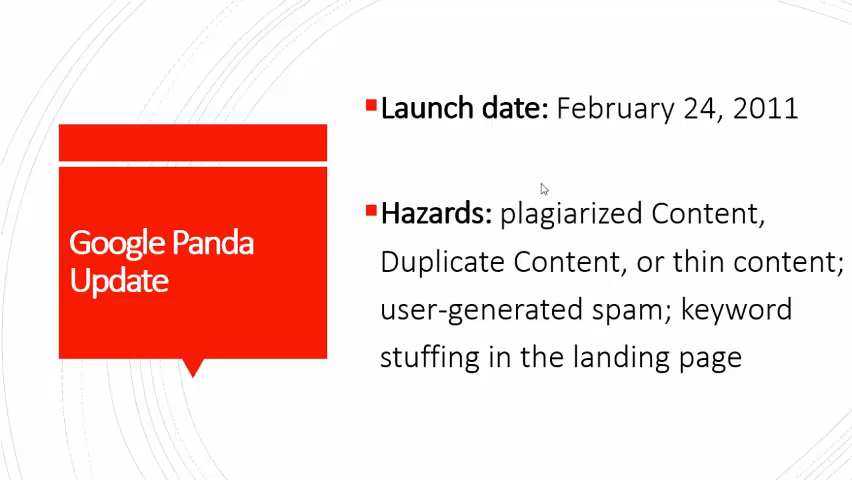 Google Panda
Update
Launch date: February 24, 2011
Hazards: plagiarized Content,
Duplicate Content, or thin content;
user-generated spam; keyword
stuffing in the landing page